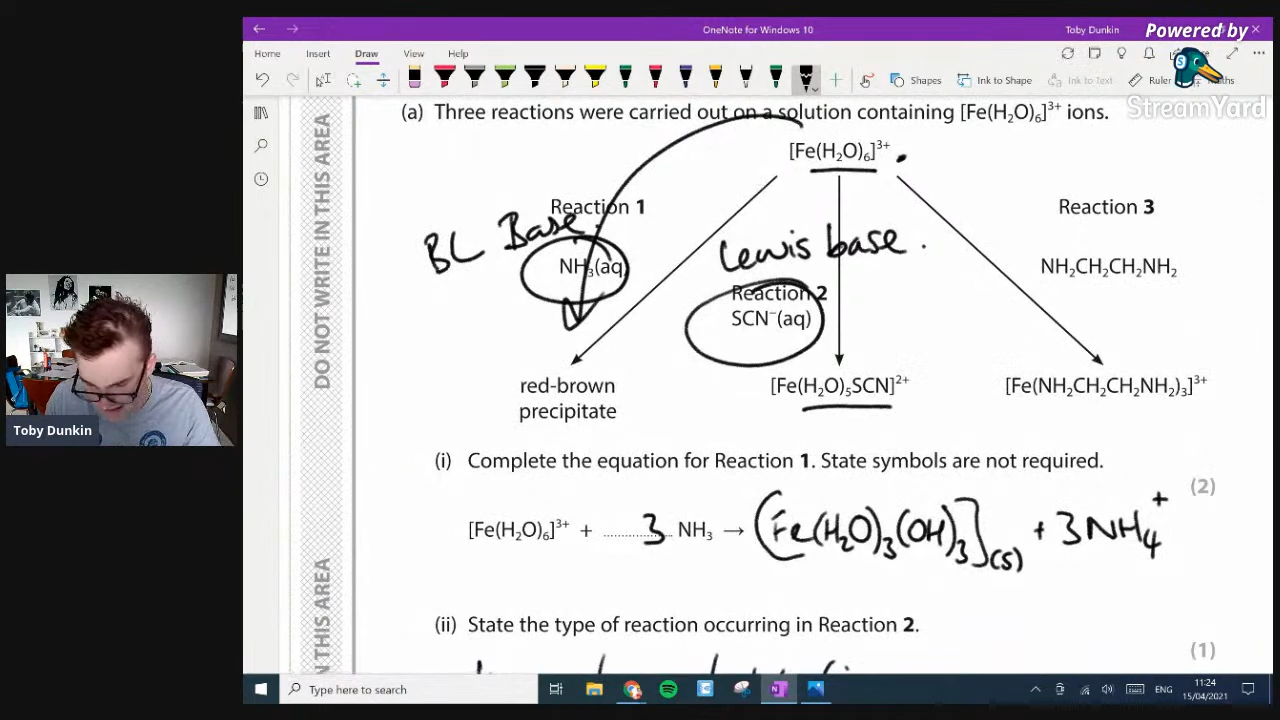 OneNote for Windows 10
Toby Dunkin
Powered by
StreamYard
Home Insert Draw View Help
Shapes Ink to Shape Ink to Text Ruler
DO NOT WRITE IN THIS AREA
(a) Three reactions were carried out on a solution containing [Fe(H₂O)₆]³⁺ ions.
[Fe(H₂O)₆]³⁺
Reaction 1
Reaction 3
BL Base.
Lewis base.
NH₃(aq)
NH₂CH₂CH₂NH₂
Reaction 2
SCN⁻(aq)
red-brown
precipitate
[Fe(H₂O)₅SCN]²⁺
[Fe(NH₂CH₂CH₂NH₂)₃]³⁺
Toby Dunkin
(i) Complete the equation for Reaction 1. State symbols are not required.
(2)
[Fe(H₂O)₆]³⁺ + ........3.... NH₃ → [Fe(H₂O)₃(OH)₃](s) + 3NH₄⁺
(ii) State the type of reaction occurring in Reaction 2.
(1)
THIS AREA
Type here to search
ENG
11:24
15/04/2021